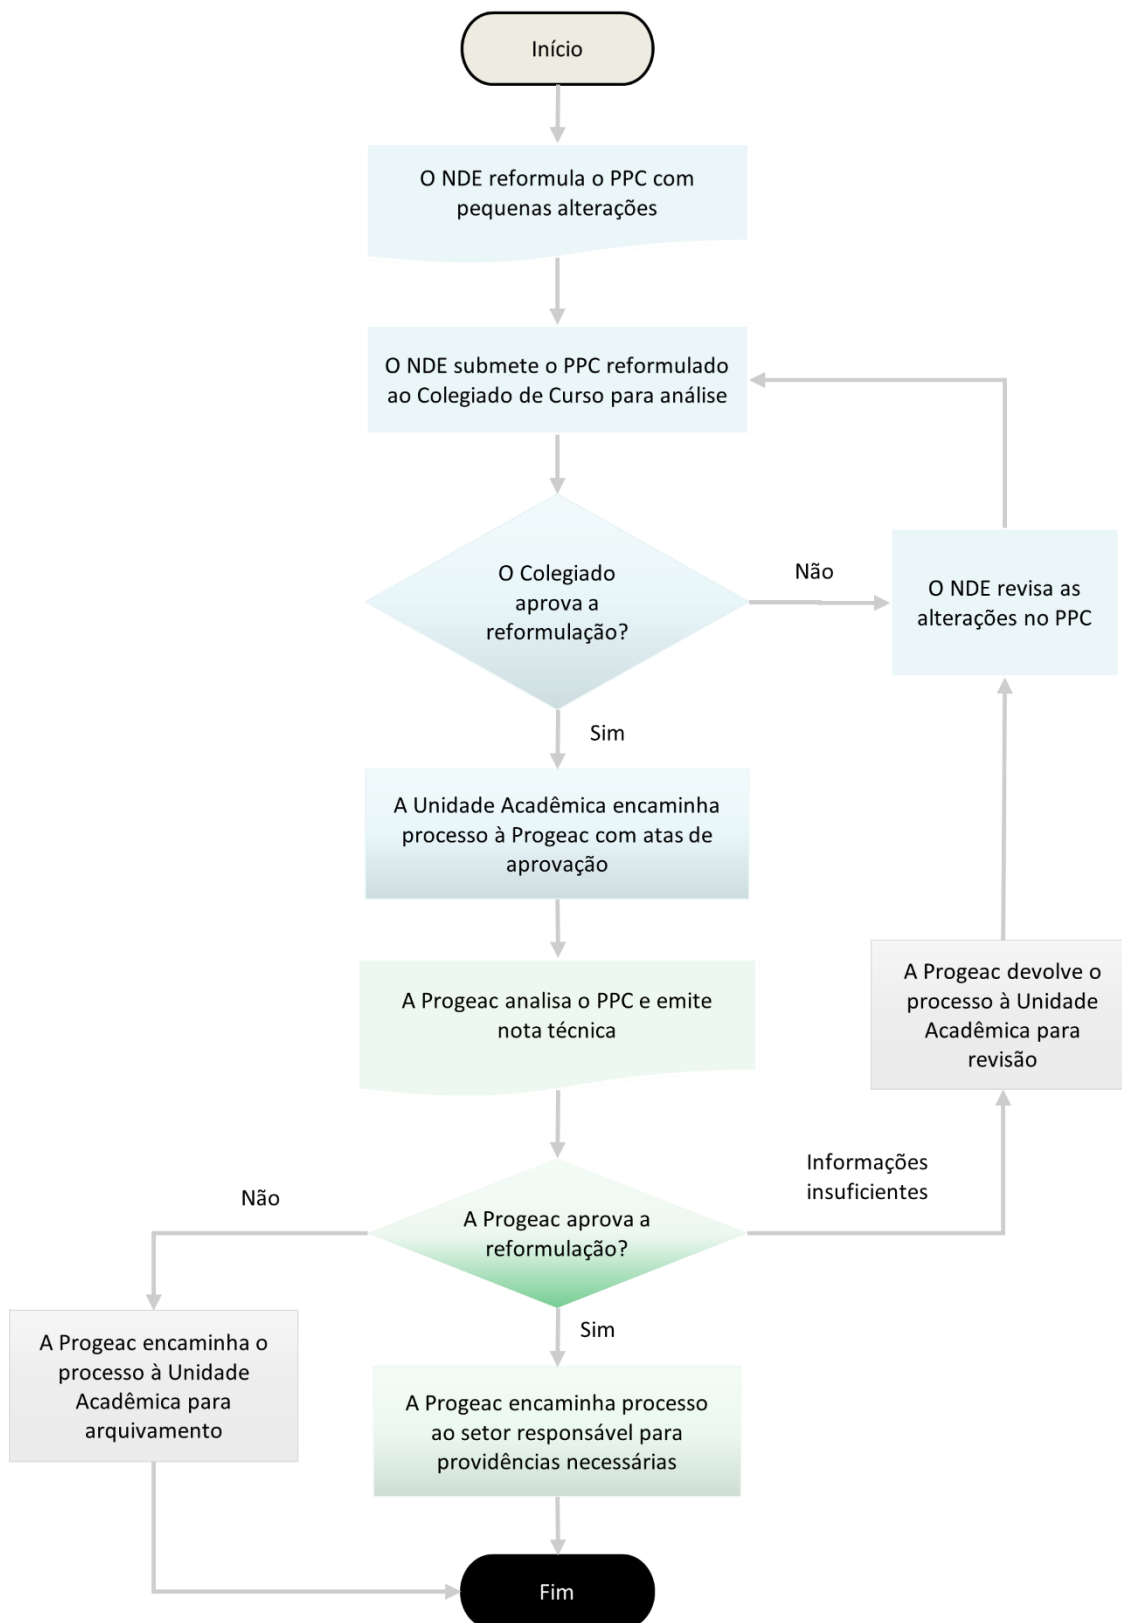 Início
O NDE reformula o PPC com
pequenas alterações
O NDE submete o PPC reformulado
ao Colegiado de Curso para análise
O Colegiado
aprova a
reformulação?
Não
O NDE revisa as
alterações no PPC
Sim
A Unidade Acadêmica encaminha
processo à Progeac com atas de
aprovação
A Progeac analisa o PPC e emite
nota técnica
A Progeac devolve o
processo à Unidade
Acadêmica para
revisão
Informações
insuficientes
Não
A Progeac aprova a
reformulação?
Sim
A Progeac encaminha o
processo à Unidade
Acadêmica para
arquivamento
A Progeac encaminha processo
ao setor responsável para
providências necessárias
Fim